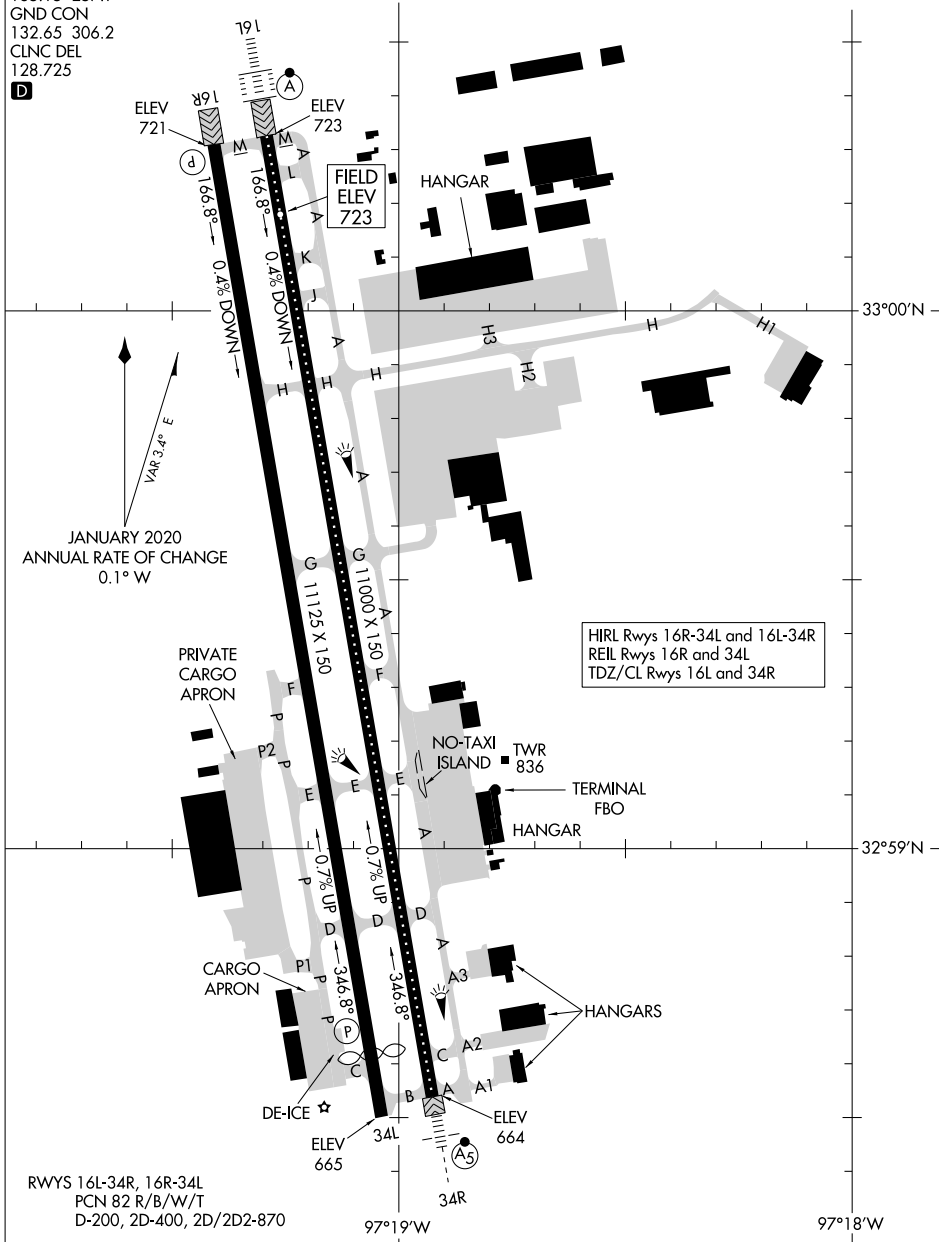 GND CON
132.65 306.2
CLNC DEL
128.725
D
16L
A
16R
ELEV
721
ELEV
723
P
M
M
A
L
FIELD
ELEV
723
HANGAR
166.8°
166.8°
A
K
J
0.4% DOWN
0.4% DOWN
A
33°00'N
H
H
H
H3
H
H1
H2
VAR 3.4° E
A
JANUARY 2020
ANNUAL RATE OF CHANGE
0.1° W
G
G
11125 X 150
11000 X 150
A
HIRL Rwys 16R-34L and 16L-34R
REIL Rwys 16R and 34L
TDZ/CL Rwys 16L and 34R
PRIVATE
CARGO
APRON
F
F
P
P2
P
NO-TAXI
ISLAND
TWR
836
E
E
E
TERMINAL
FBO
HANGAR
A
32°59'N
0.7% UP
0.7% UP
P
D
D
D
A
P1
P
346.8°
346.8°
A3
CARGO
APRON
P
P
HANGARS
C
C
A2
DE-ICE
B
A
A1
ELEV
665
34L
ELEV
664
A5
34R
RWYS 16L-34R, 16R-34L
PCN 82 R/B/W/T
D-200, 2D-400, 2D/2D2-870
97°19'W
97°18'W